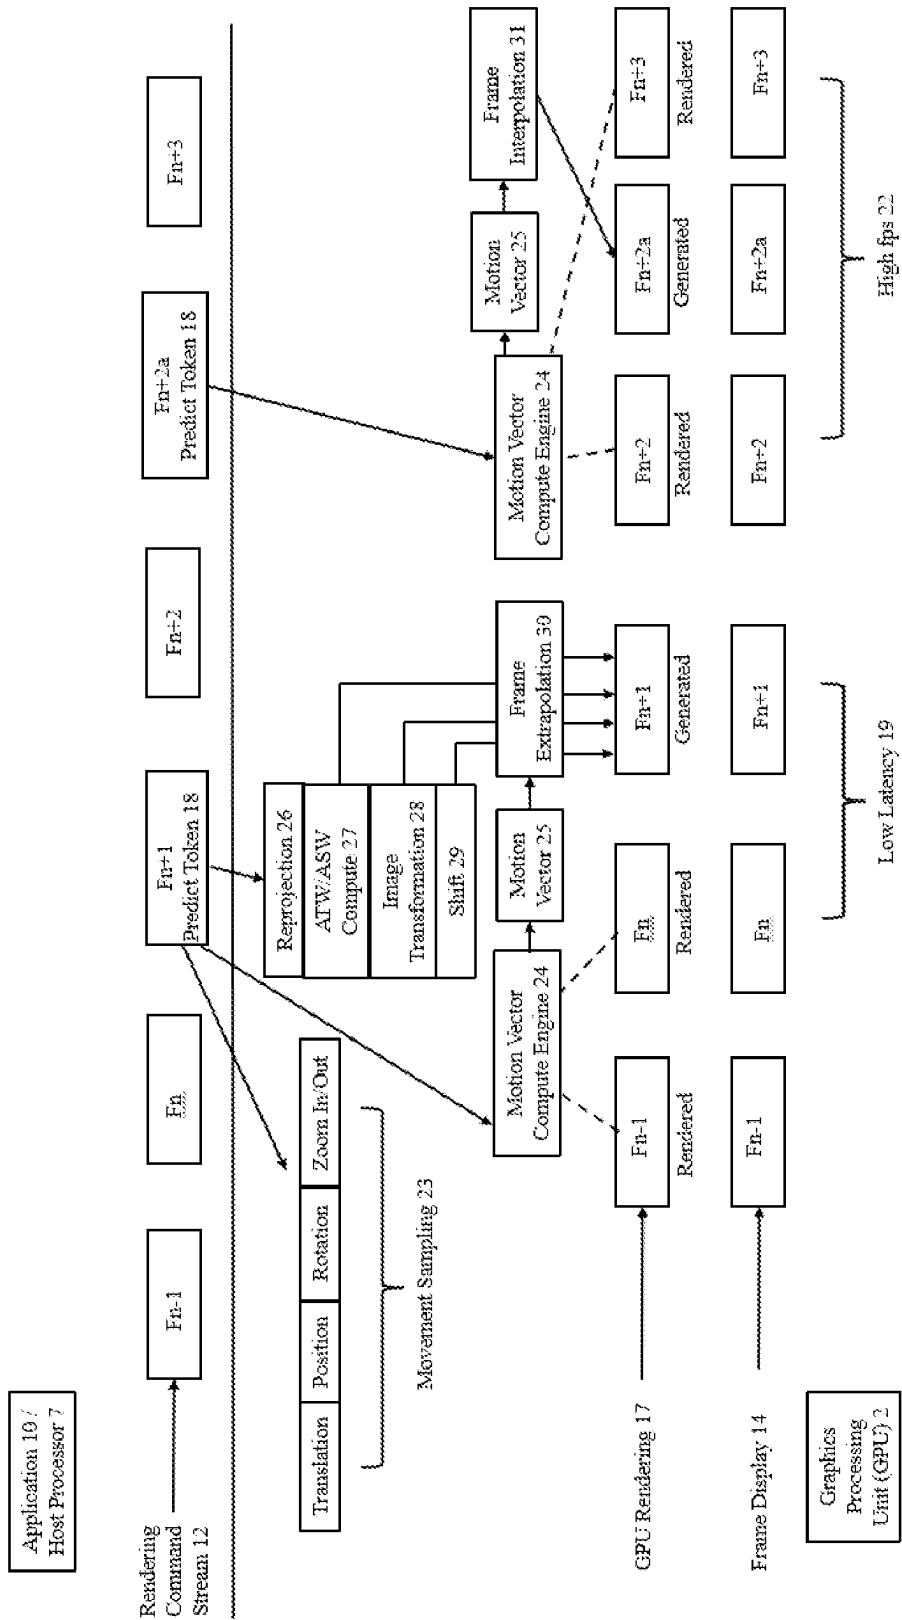 Application 10 /
Host Processor 7
Rendering
Command
Stream 12
Fn-1
Fn
Fn+1
Predict Token 18
Fn+2
Fn+2a
Predict Token 18
Fn+3
Translation
Position
Rotation
Zoom In/Out
Movement Sampling 23
Reprojection 26
ATW/ASW
Compute 27
Image
Transformation 28
Shift 29
Motion Vector
Compute Engine 24
Motion
Vector 25
Frame
Extrapolation 30
Motion Vector
Compute Engine 24
Motion
Vector 25
Frame
Interpolation 31
GPU Rendering 17
Fn-1
Rendered
Fn
Rendered
Fn+1
Generated
Fn+2
Rendered
Fn+2a
Generated
Fn+3
Rendered
Frame Display 14
Fn-1
Fn
Fn+1
Fn+2
Fn+2a
Fn+3
Low Latency 19
High fps 22
Graphics
Processing
Unit (GPU) 2